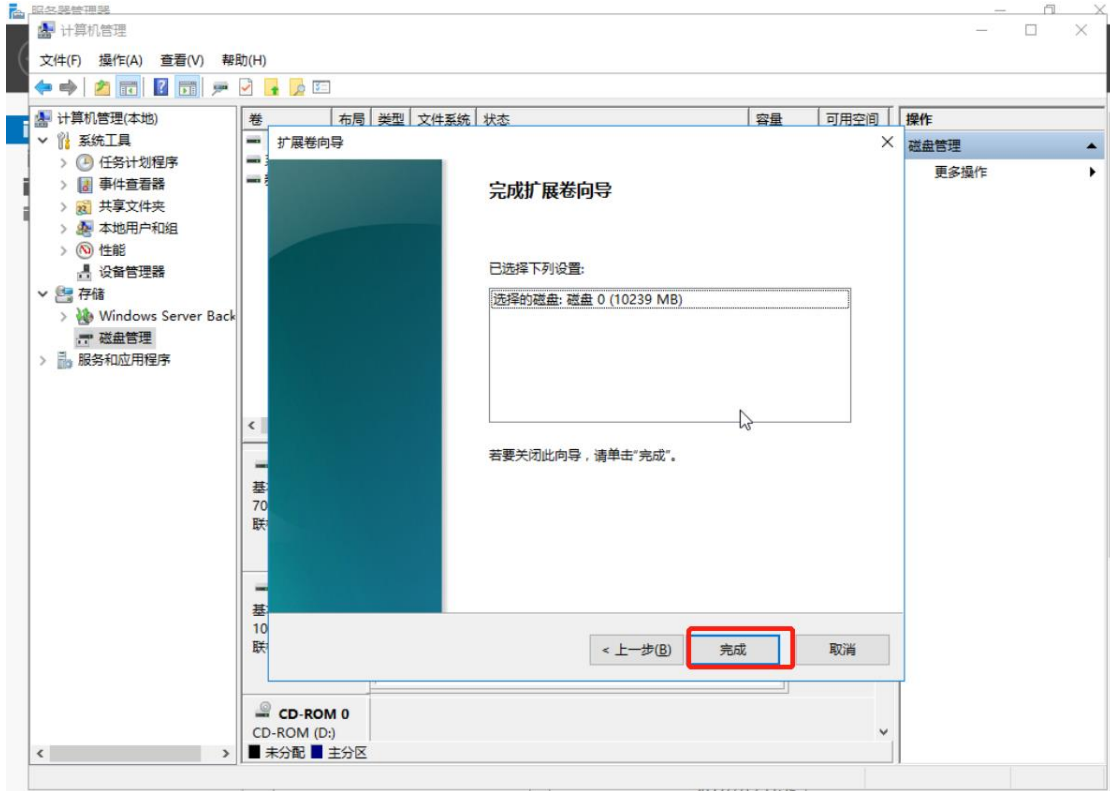 服务器管理器
计算机管理
文件(F) 操作(A) 查看(V) 帮助(H)
计算机管理(本地)
系统工具
任务计划程序
事件查看器
共享文件夹
本地用户和组
性能
设备管理器
存储
Windows Server Back
磁盘管理
服务和应用程序
卷 布局 类型 文件系统 状态 容量 可用空间
扩展卷向导
完成扩展卷向导
已选择下列设置:
选择的磁盘: 磁盘 0 (10239 MB)
若要关闭此向导，请单击"完成"。
< 上一步(B) 完成 取消
70
10
CD-ROM 0
CD-ROM (D:)
未分配 主分区
操作
磁盘管理
更多操作